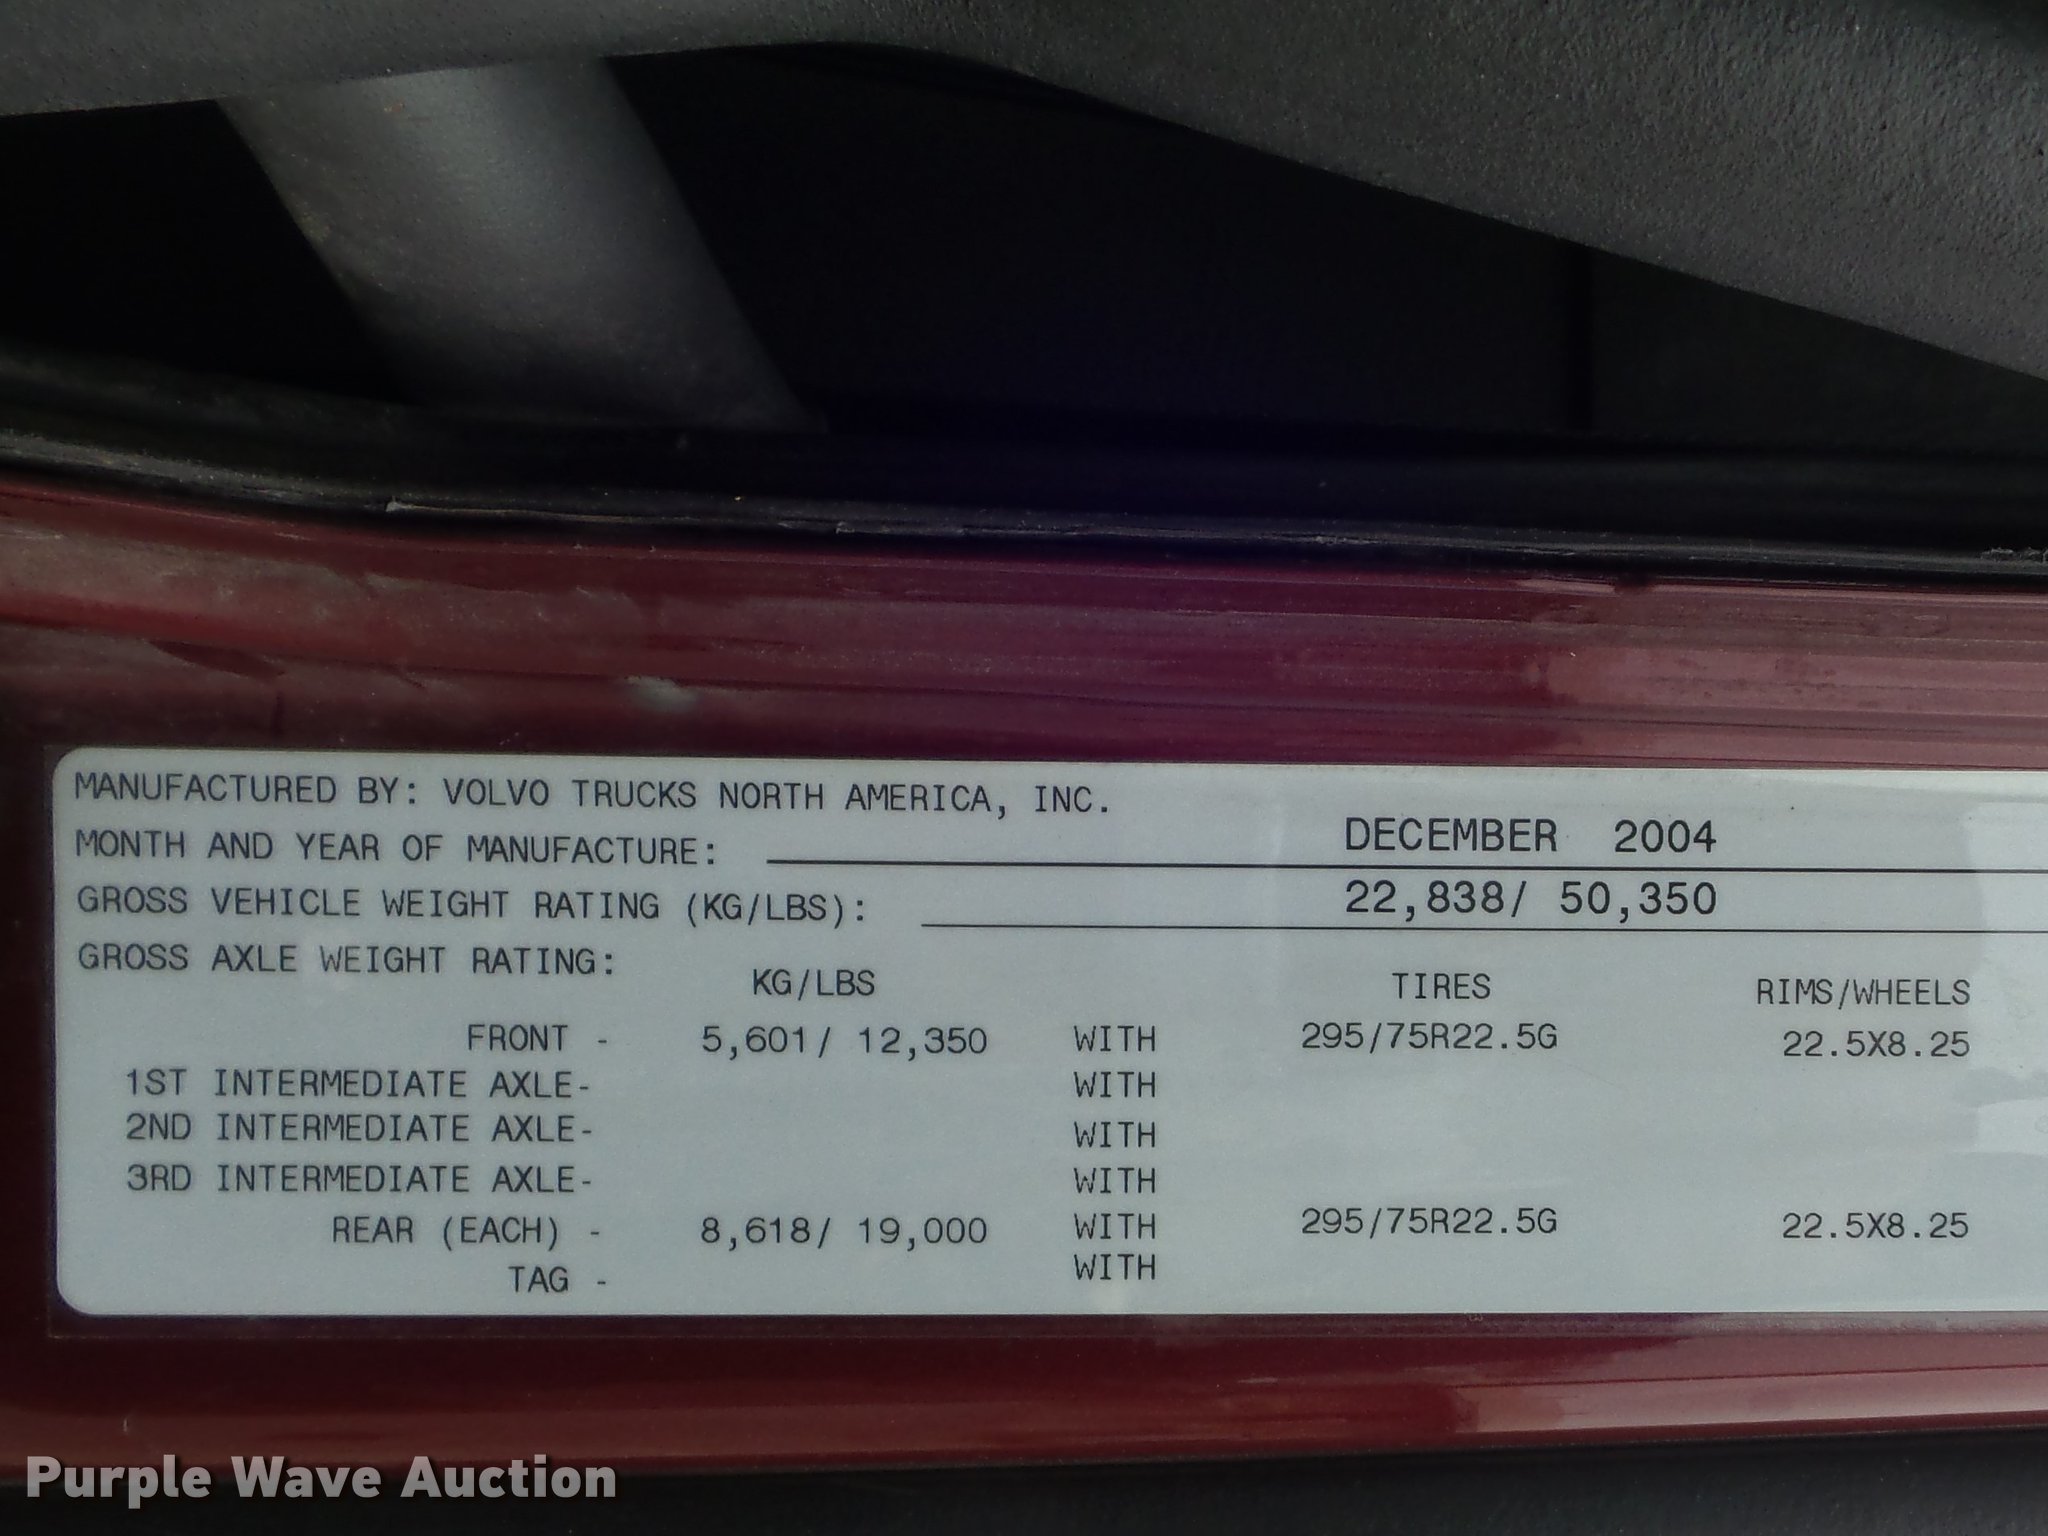 MANUFACTURED BY: VOLVO TRUCKS NORTH AMERICA, INC.
MONTH AND YEAR OF MANUFACTURE: DECEMBER 2004
GROSS VEHICLE WEIGHT RATING (KG/LBS): 22,838/ 50,350
GROSS AXLE WEIGHT RATING:
KG/LBS TIRES RIMS/WHEELS
FRONT - 5,601/ 12,350 WITH 295/75R22.5G 22.5X8.25
1ST INTERMEDIATE AXLE- WITH
2ND INTERMEDIATE AXLE- WITH
3RD INTERMEDIATE AXLE- WITH
REAR (EACH) - 8,618/ 19,000 WITH 295/75R22.5G 22.5X8.25
TAG - WITH
Purple Wave Auction